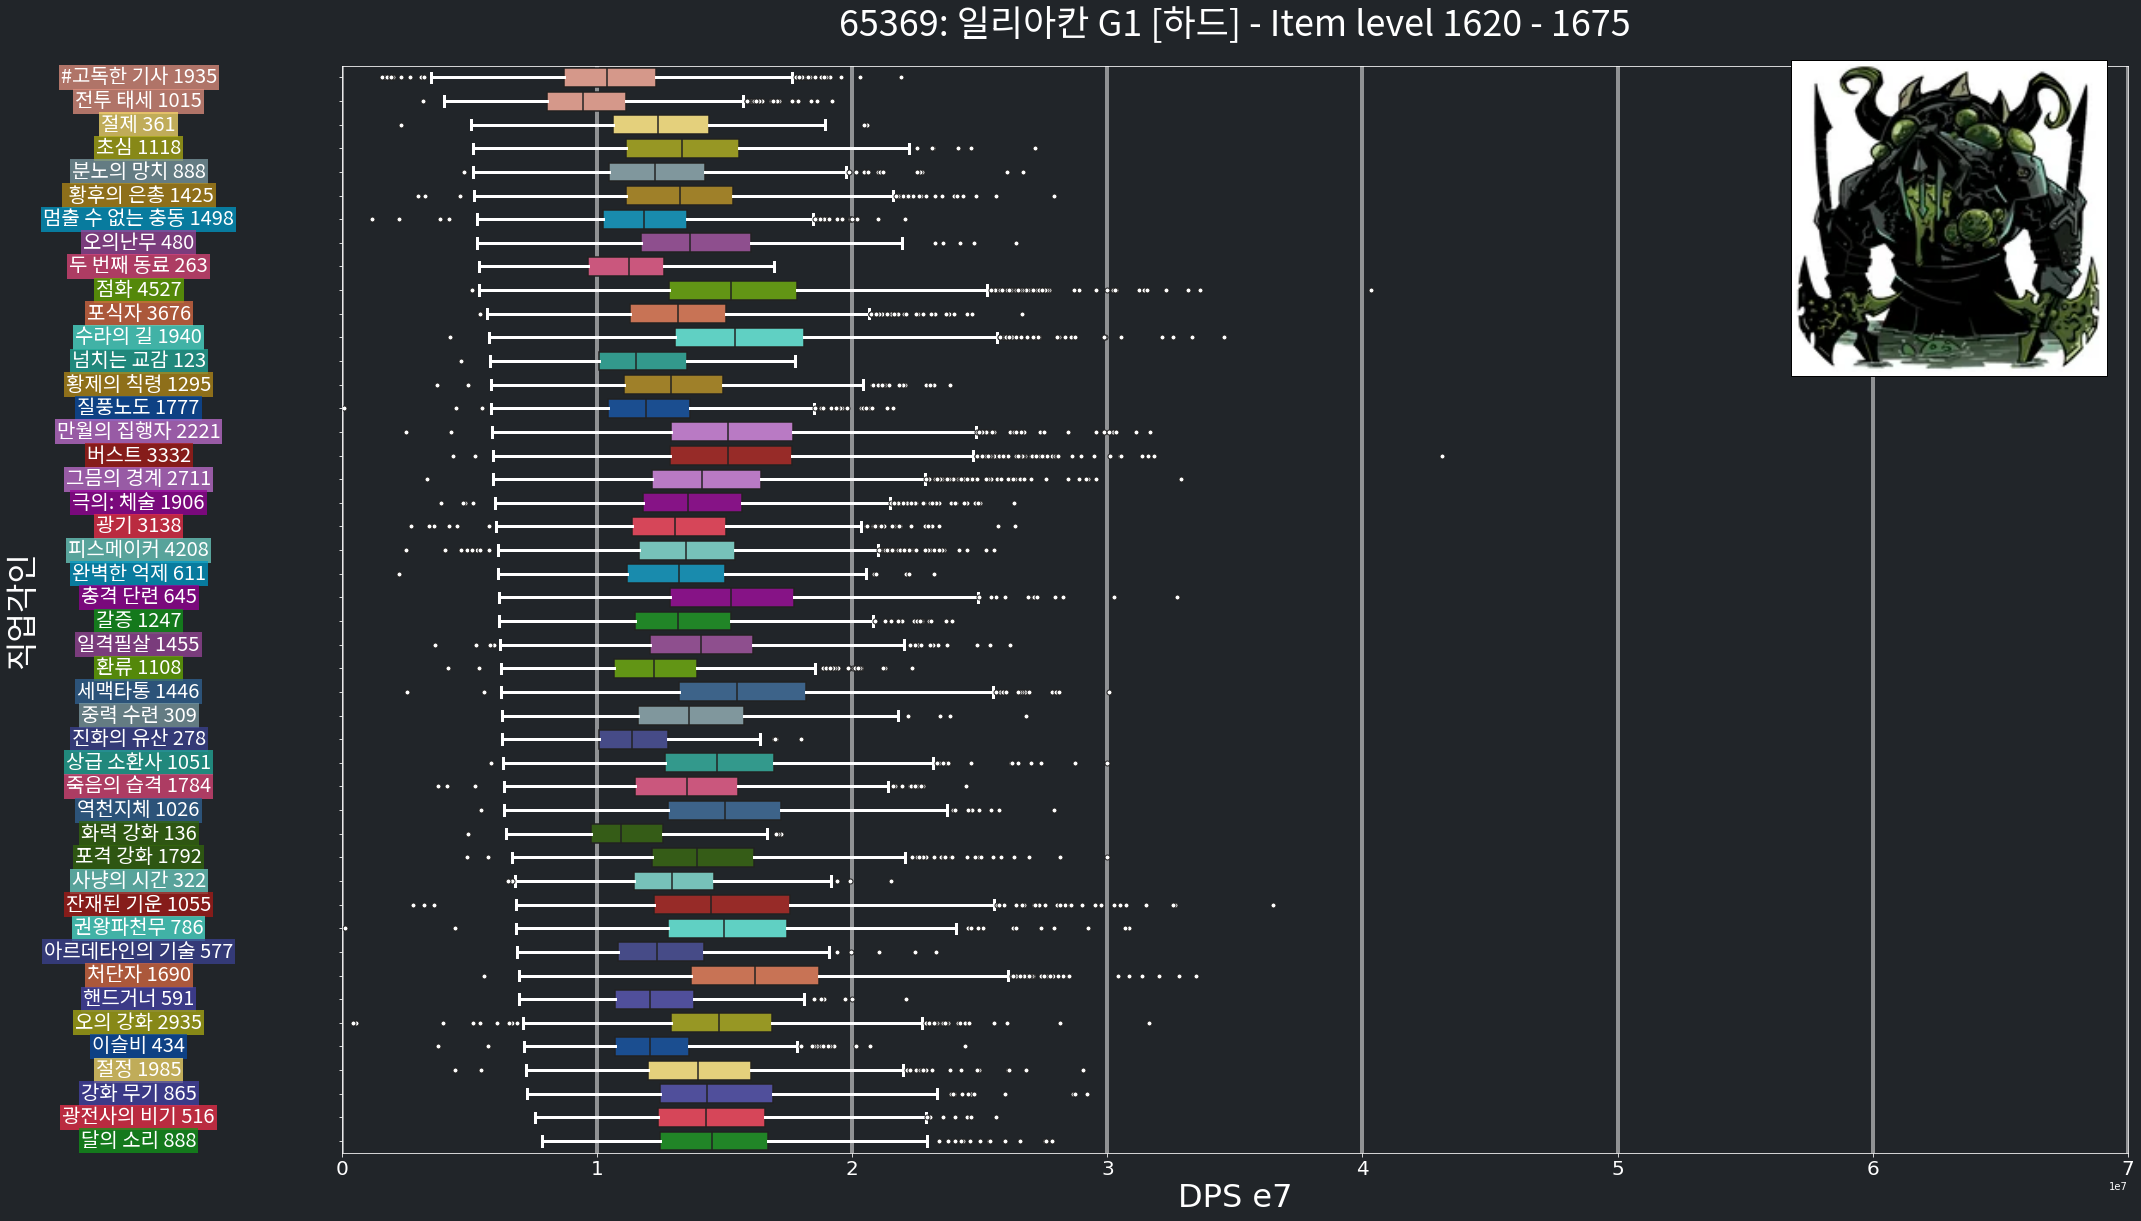 65369: 일리아칸 G1 [하드] - Item level 1620 - 1675
#고독한 기사 1935
전투 태세 1015
절제 361
초심 1118
분노의 망치 888
황후의 은총 1425
멈출 수 없는 충동 1498
오의난무 480
두 번째 동료 263
점화 4527
포식자 3676
수라의 길 1940
넘치는 교감 123
황제의 칙령 1295
질풍노도 1777
만월의 집행자 2221
버스트 3332
그믐의 경계 2711
극의: 체술 1906
광기 3138
피스메이커 4208
완벽한 억제 611
충격 단련 645
갈증 1247
일격필살 1455
환류 1108
세맥타통 1446
중력 수련 309
진화의 유산 278
상급 소환사 1051
죽음의 습격 1784
역천지체 1026
화력 강화 136
포격 강화 1792
사냥의 시간 322
잔재된 기운 1055
권왕파천무 786
아르데타인의 기술 577
처단자 1690
핸드거너 591
오의 강화 2935
이슬비 434
절정 1985
강화 무기 865
광전사의 비기 516
달의 소리 888
직업각인
0 1 2 3 4 5 6 7
DPS e7
1e7